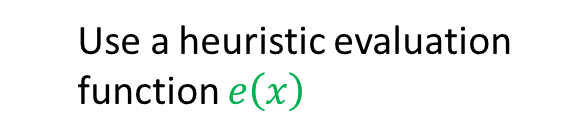 Use a heuristic evaluation
function e(x)